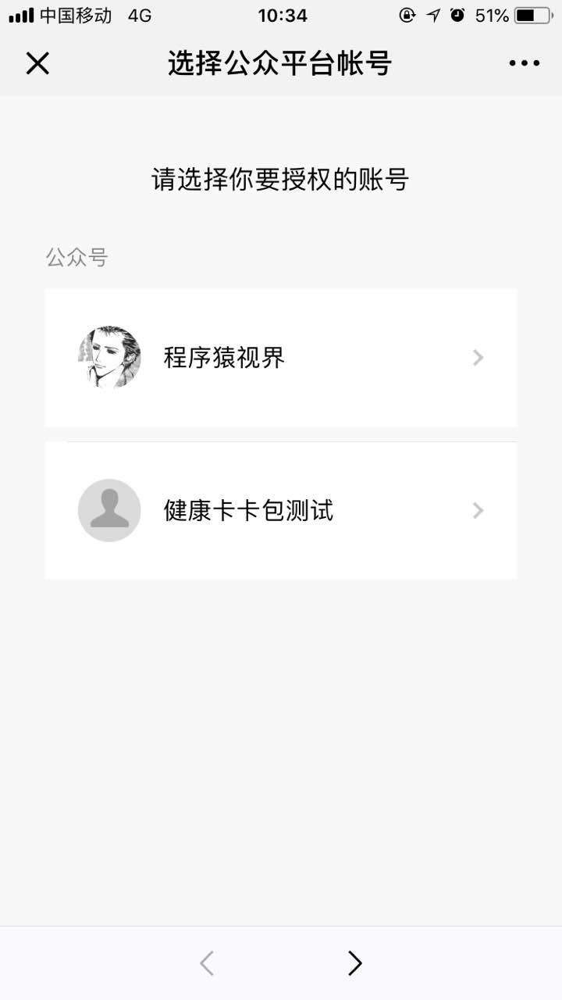 中国移动 4G 10:34 51%
选择公众平台帐号
请选择你要授权的账号
公众号
程序猿视界
健康卡卡包测试